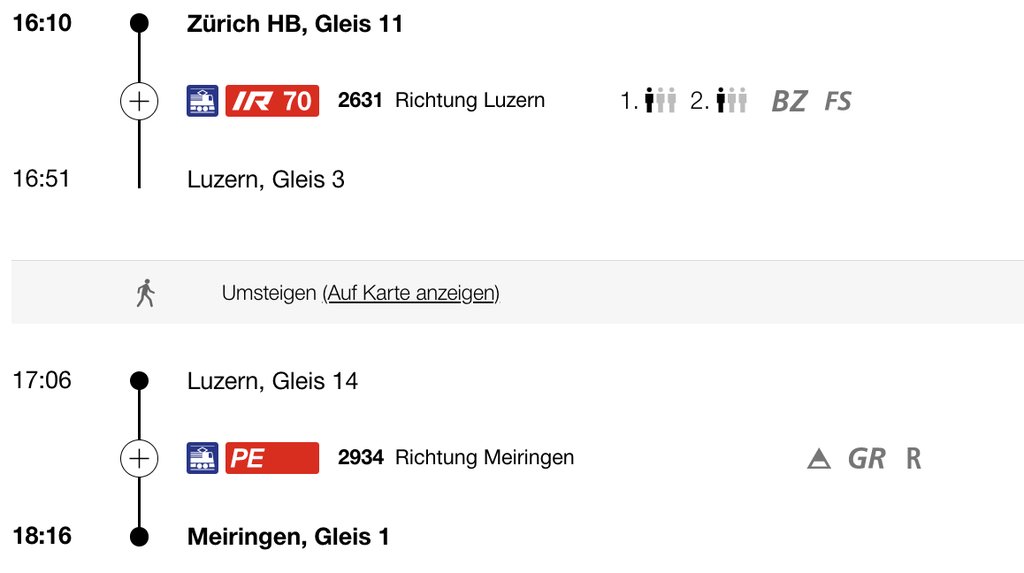 16:10 Zürich HB, Gleis 11
IR 70 2631 Richtung Luzern 1. 2. BZ FS
16:51 Luzern, Gleis 3
Umsteigen (Auf Karte anzeigen)
17:06 Luzern, Gleis 14
PE 2934 Richtung Meiringen GR R
18:16 Meiringen, Gleis 1